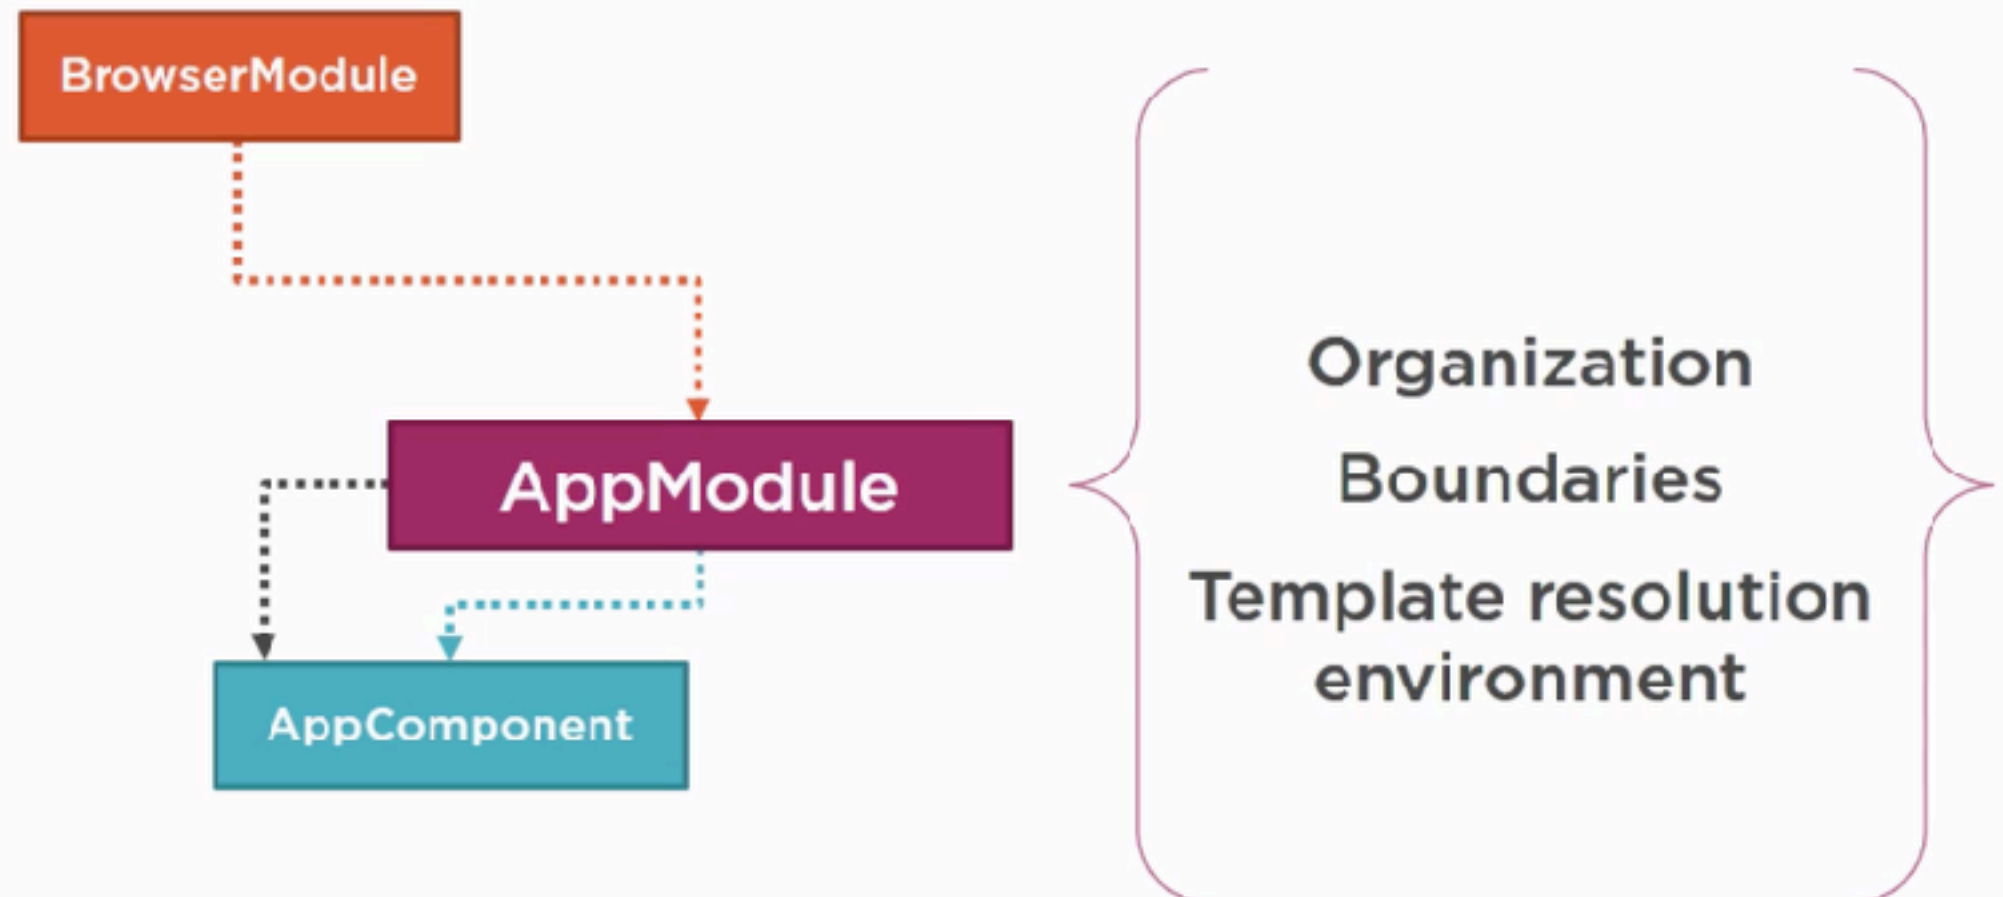 BrowserModule
AppModule
AppComponent
Organization
Boundaries
Template resolution
environment